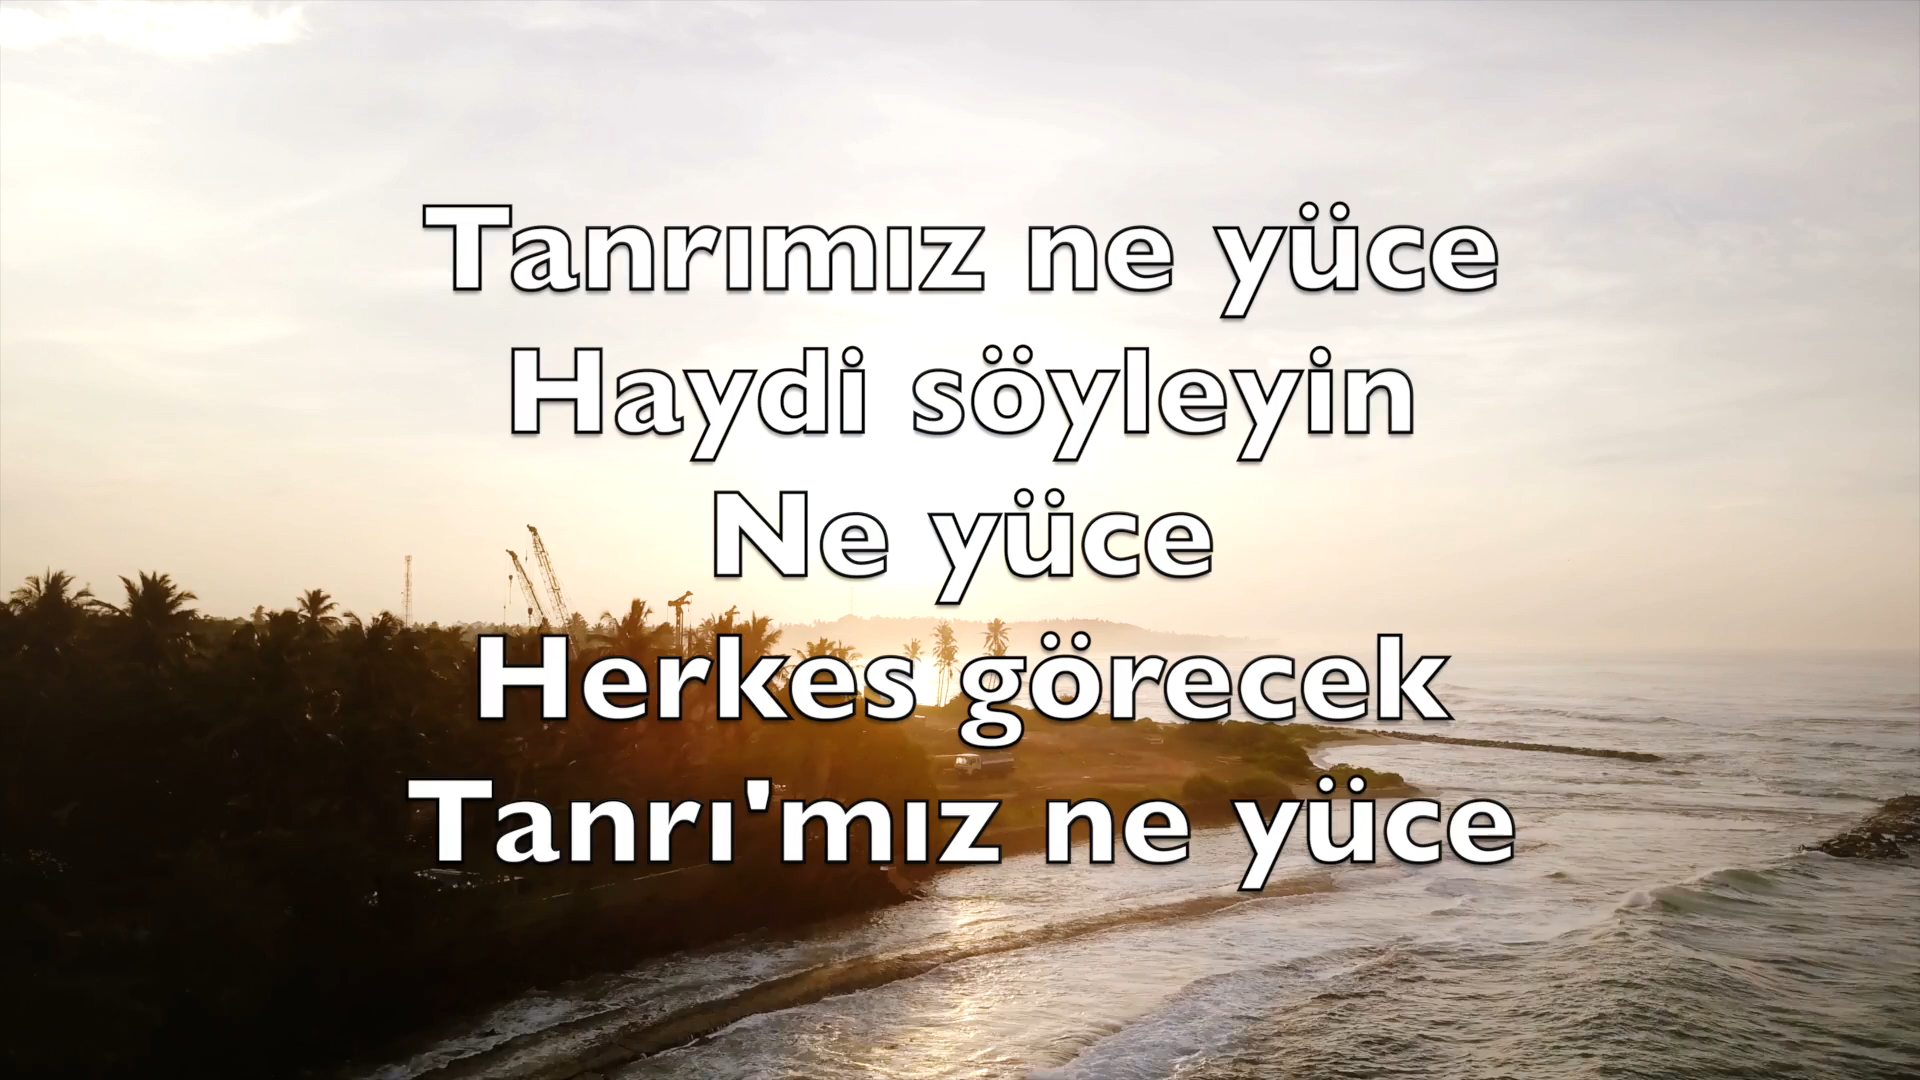 Tanrımız ne yüce
Haydi söyleyin
Ne yüce
Herkes görecek
Tanrı'mız ne yüce